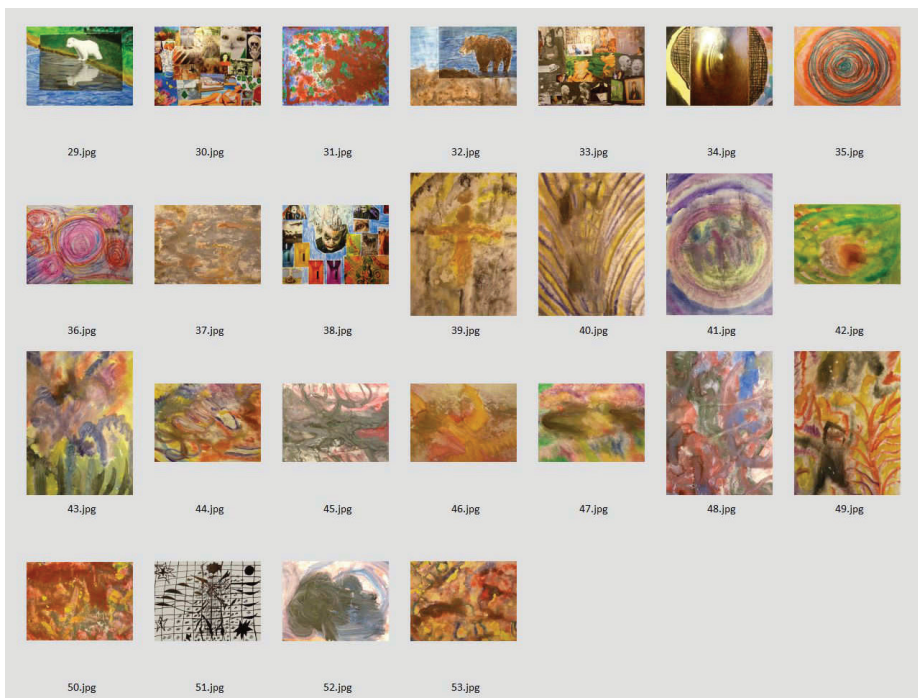 29.jpg 30.jpg 31.jpg 32.jpg 33.jpg 34.jpg 35.jpg
36.jpg 37.jpg 38.jpg 39.jpg 40.jpg 41.jpg 42.jpg
43.jpg 44.jpg 45.jpg 46.jpg 47.jpg 48.jpg 49.jpg
50.jpg 51.jpg 52.jpg 53.jpg